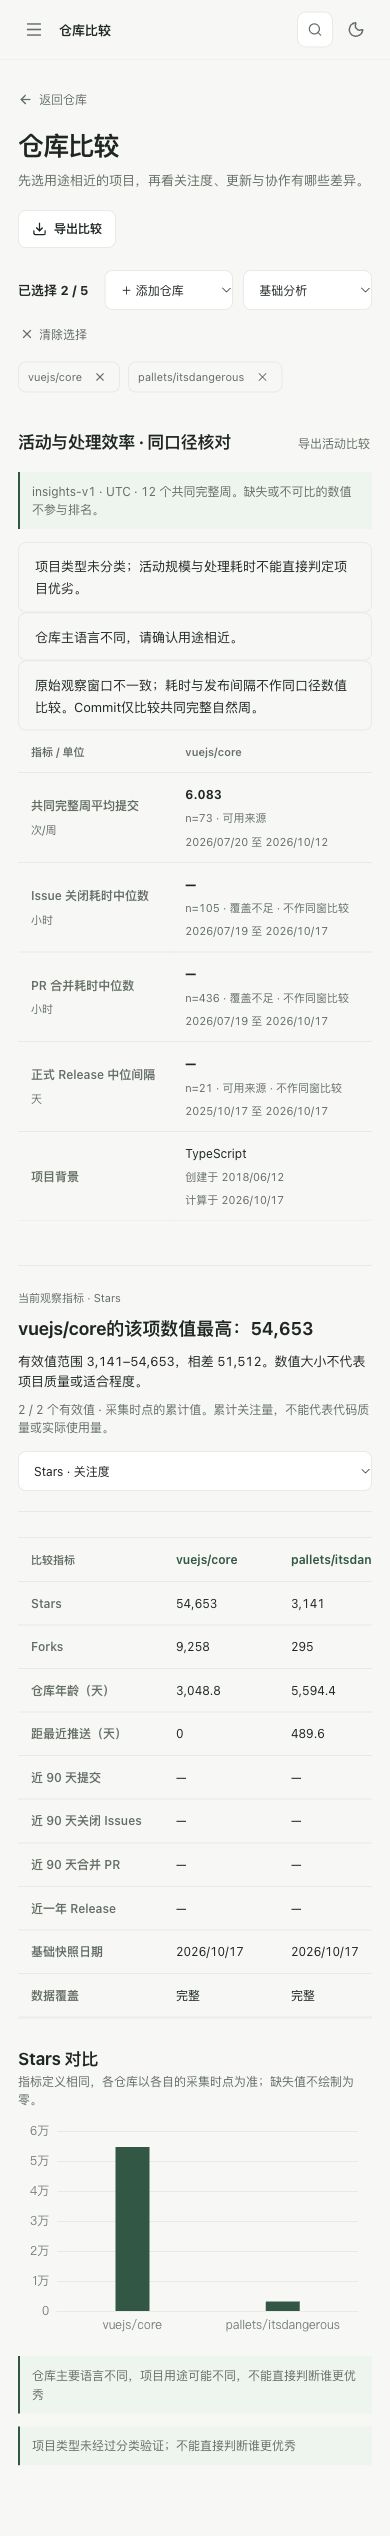 仓库比较
返回仓库
仓库比较
先选用途相近的项目，再看关注度、更新与协作有哪些差异。
导出比较
已选择 2 / 5
＋ 添加仓库
基础分析
清除选择
vuejs/core ×
pallets/itsdangerous ×
活动与处理效率 · 同口径核对
导出活动比较
insights-v1 · UTC · 12 个共同完整周。缺失或不可比的数值
不参与排名。
项目类型未分类；活动规模与处理耗时不能直接判定项
目优劣。
仓库主语言不同，请确认用途相近。
原始观察窗口不一致；耗时与发布间隔不作同口径数值
比较。Commit仅比较共同完整自然周。
指标 / 单位
vuejs/core
共同完整周平均提交
次/周
6.083
n=73 · 可用来源
2026/07/20 至 2026/10/12
Issue 关闭耗时中位数
小时
—
n=105 · 覆盖不足 · 不作同窗比较
2026/07/19 至 2026/10/17
PR 合并耗时中位数
小时
—
n=436 · 覆盖不足 · 不作同窗比较
2026/07/19 至 2026/10/17
正式 Release 中位间隔
天
—
n=21 · 可用来源 · 不作同窗比较
2025/10/17 至 2026/10/17
项目背景
TypeScript
创建于 2018/06/12
计算于 2026/10/17
当前观察指标 · Stars
vuejs/core的该项数值最高：54,653
有效值范围 3,141–54,653，相差 51,512。数值大小不代表
项目质量或适合程度。
2 / 2 个有效值 · 采集时点的累计值。累计关注量，不能代表代码质
量或实际使用量。
Stars · 关注度
比较指标 vuejs/core pallets/itsdan
Stars 54,653 3,141
Forks 9,258 295
仓库年龄（天） 3,048.8 5,594.4
距最近推送（天） 0 489.6
近 90 天提交 — —
近 90 天关闭 Issues — —
近 90 天合并 PR — —
近一年 Release — —
基础快照日期 2026/10/17 2026/10/17
数据覆盖 完整 完整
Stars 对比
指标定义相同，各仓库以各自的采集时点为准；缺失值不绘制为
零。
6万
5万
4万
3万
2万
1万
0
vuejs/core
pallets/itsdangerous
仓库主要语言不同，项目用途可能不同，不能直接判断谁更优
秀
项目类型未经过分类验证；不能直接判断谁更优秀